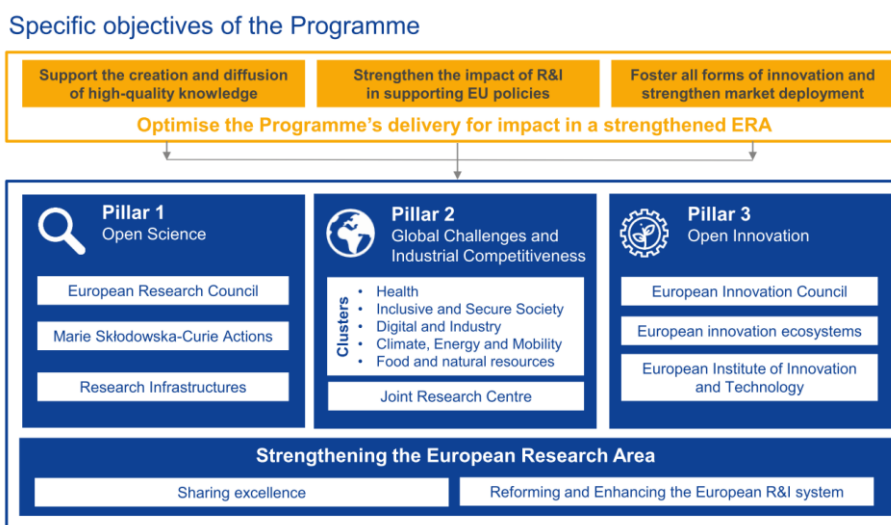 Specific objectives of the Programme
Support the creation and diffusion
of high-quality knowledge
Strengthen the impact of R&I
in supporting EU policies
Foster all forms of innovation and
strengthen market deployment
Optimise the Programme's delivery for impact in a strengthened ERA
Pillar 1
Open Science
European Research Council
Marie Skłodowska-Curie Actions
Research Infrastructures
Pillar 2
Global Challenges and
Industrial Competitiveness
Clusters
• Health
• Inclusive and Secure Society
• Digital and Industry
• Climate, Energy and Mobility
• Food and natural resources
Joint Research Centre
Pillar 3
Open Innovation
European Innovation Council
European innovation ecosystems
European Institute of Innovation
and Technology
Strengthening the European Research Area
Sharing excellence
Reforming and Enhancing the European R&I system